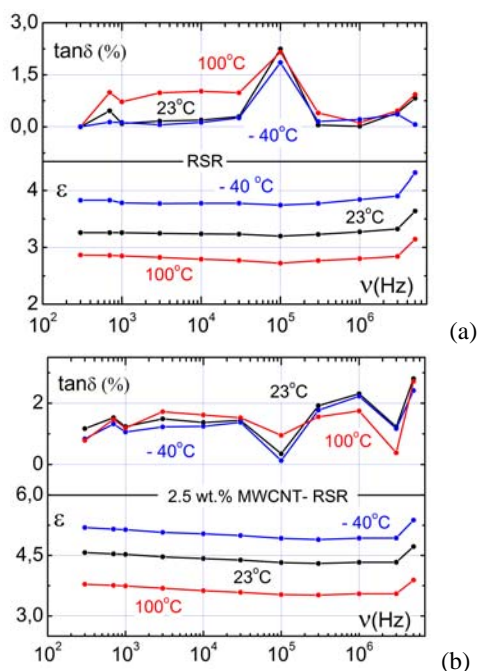 3,0
tanδ (%)
100°C
1,5
23°C
0,0
- 40 °C
RSR
ε
- 40 °C
4
23°C
3
100°C
2
ν(Hz)
10² 10³ 10⁴ 10⁵ 10⁶
(a)
tanδ (%)
23°C
2
- 40°C
100°C
0
6,0
2.5 wt.% MWCNT- RSR
ε
- 40°C
4,5
23°C
100°C
3,0
ν(Hz)
10² 10³ 10⁴ 10⁵ 10⁶
(b)